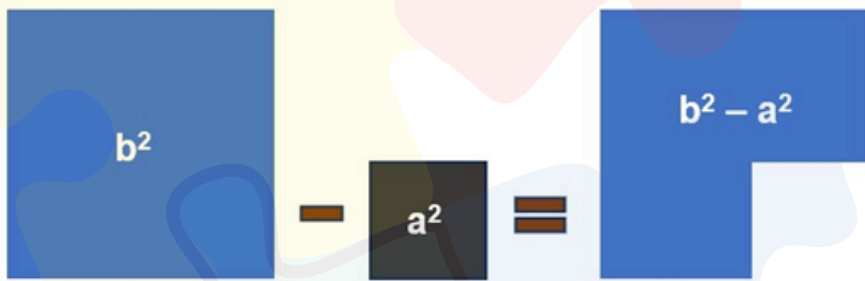 b² – a²
b²
a²